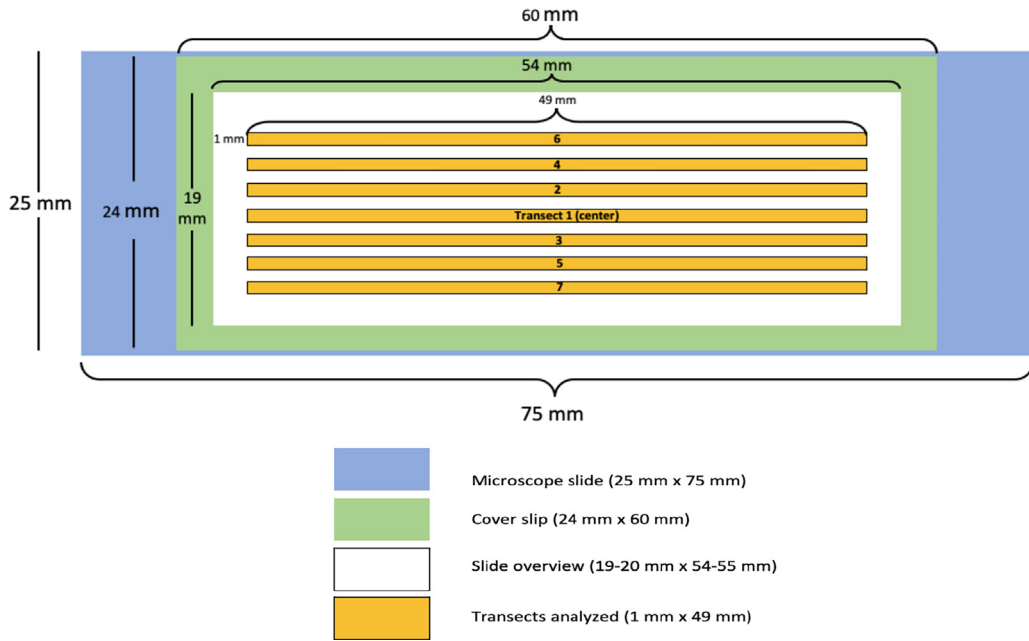 60 mm
54 mm
49 mm
1 mm
6
4
2
Transect 1 (center)
3
5
7
19
mm
24 mm
25 mm
75 mm
Microscope slide (25 mm x 75 mm)
Cover slip (24 mm x 60 mm)
Slide overview (19-20 mm x 54-55 mm)
Transects analyzed (1 mm x 49 mm)